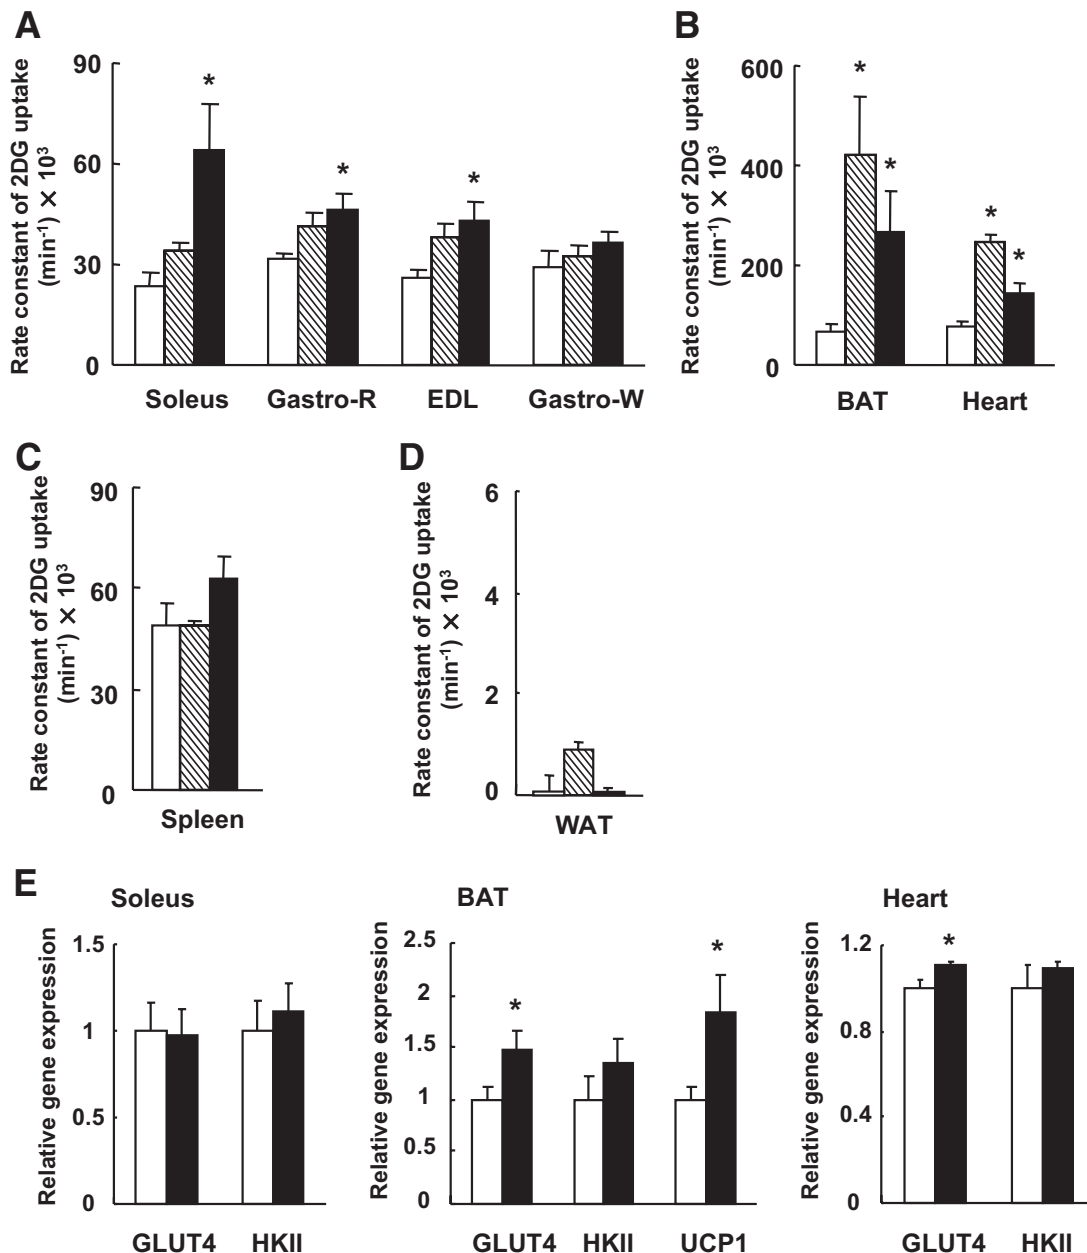 A
Rate constant of 2DG uptake
(min⁻¹) × 10³
90
60
30
0
*
*
*
Soleus Gastro-R EDL Gastro-W
B
Rate constant of 2DG uptake
(min⁻¹) × 10³
600
400
200
0
*
*
*
*
BAT Heart
C
Rate constant of 2DG uptake
(min⁻¹) × 10³
90
60
30
0
Spleen
D
Rate constant of 2DG uptake
(min⁻¹) × 10³
6
4
2
0
WAT
E
Soleus
Relative gene expression
1.5
1
0.5
0
GLUT4 HKII
BAT
Relative gene expression
2.5
2
1.5
1
0.5
0
*
*
GLUT4 HKII UCP1
Heart
Relative gene expression
1.2
0.8
0.4
0
*
GLUT4 HKII